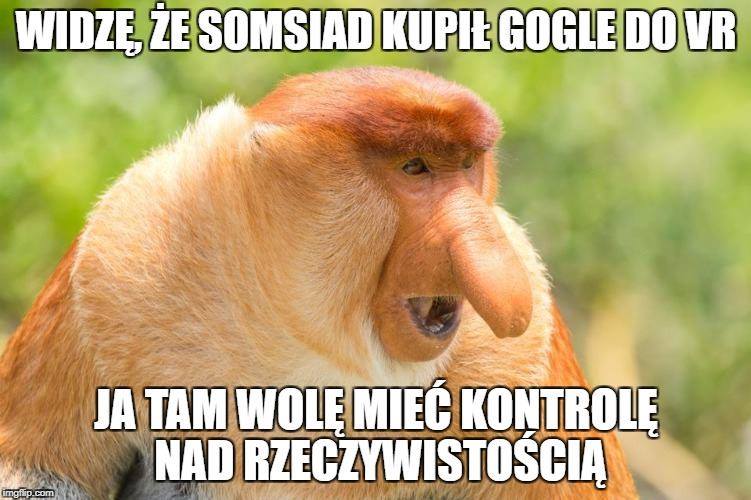 WIDZĘ, ŻE SOMSIAD KUPIŁ GOGLE DO VR
JA TAM WOLĘ MIEĆ KONTROLĘ
NAD RZECZYWISTOŚCIĄ
imgflip.com